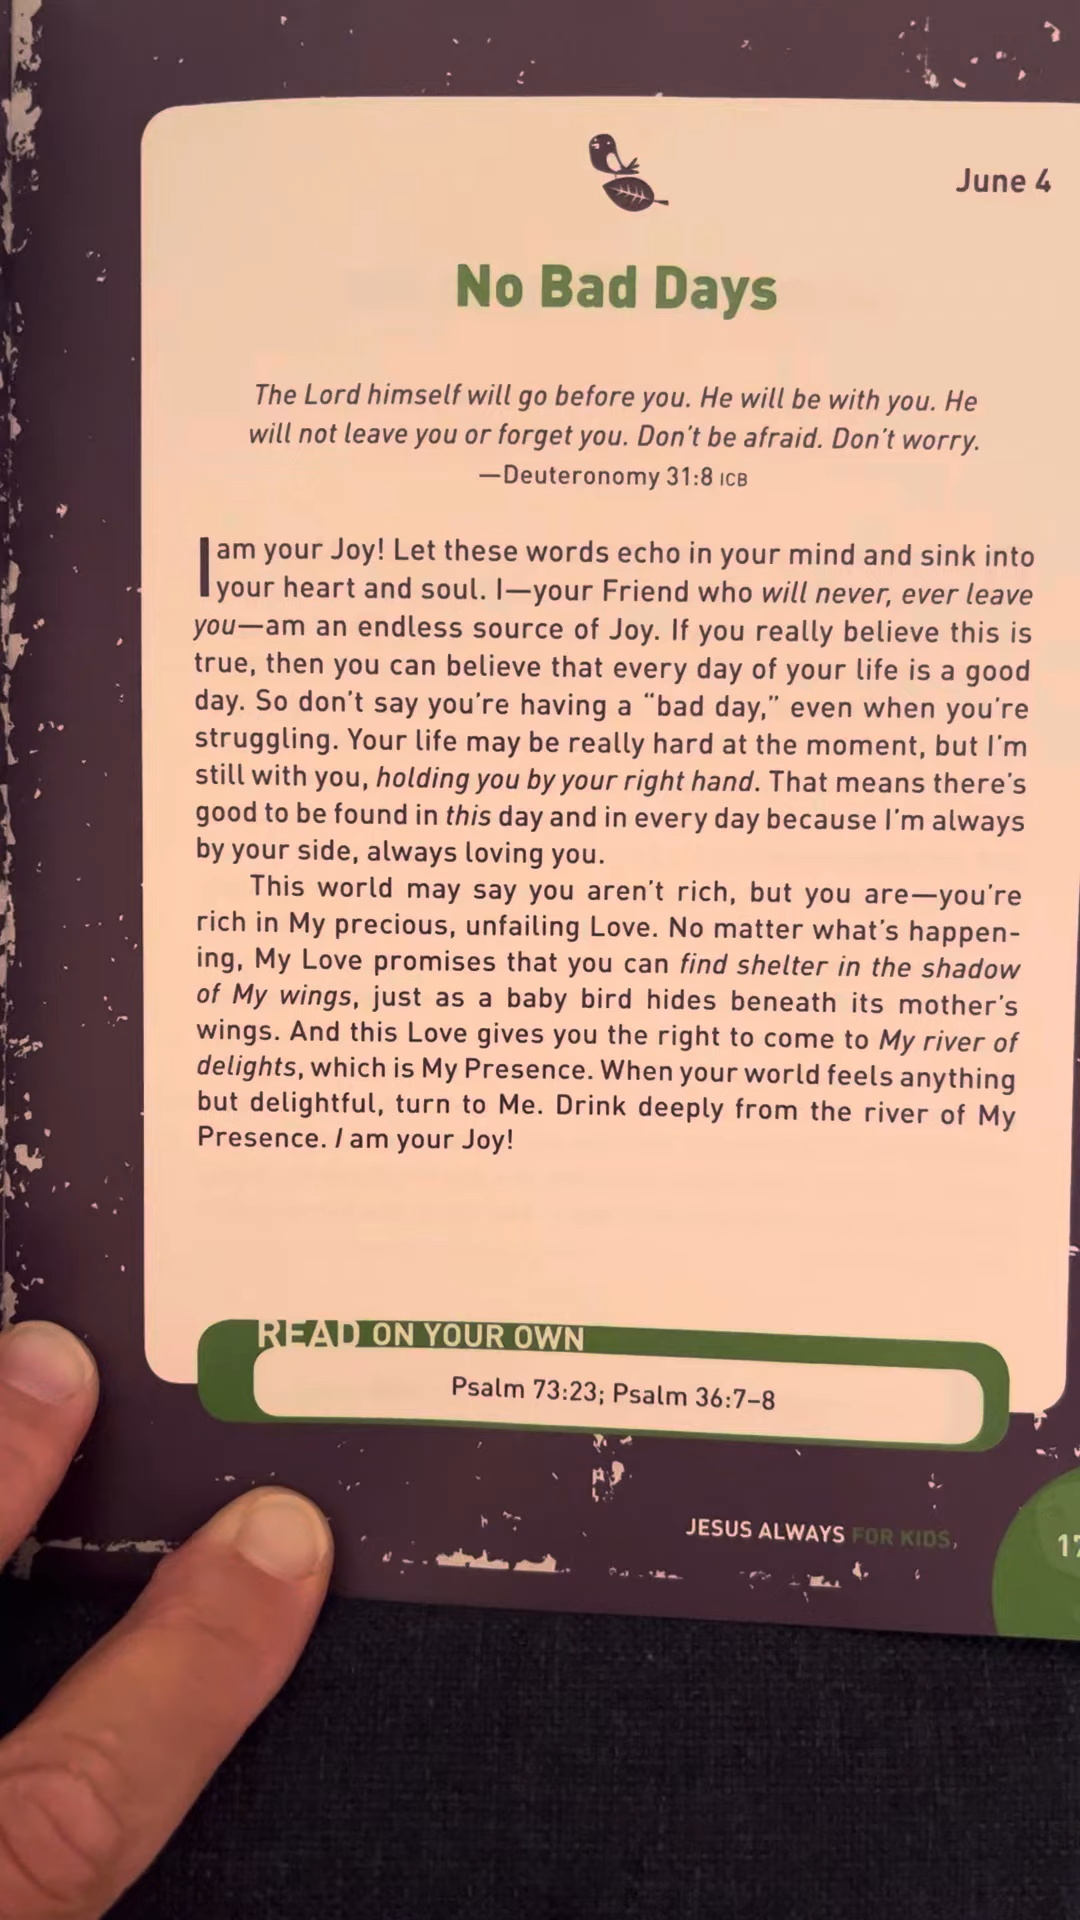 June 4
No Bad Days
The Lord himself will go before you. He will be with you. He
will not leave you or forget you. Don't be afraid. Don't worry.
—Deuteronomy 31:8 ICB
I am your Joy! Let these words echo in your mind and sink into
your heart and soul. I—your Friend who will never, ever leave
you—am an endless source of Joy. If you really believe this is
true, then you can believe that every day of your life is a good
day. So don't say you're having a “bad day,” even when you're
struggling. Your life may be really hard at the moment, but I'm
still with you, holding you by your right hand. That means there's
good to be found in this day and in every day because I'm always
by your side, always loving you.
This world may say you aren't rich, but you are—you're
rich in My precious, unfailing Love. No matter what's happen-
ing, My Love promises that you can find shelter in the shadow
of My wings, just as a baby bird hides beneath its mother's
wings. And this Love gives you the right to come to My river of
delights, which is My Presence. When your world feels anything
but delightful, turn to Me. Drink deeply from the river of My
Presence. I am your Joy!
READ ON YOUR OWN
Psalm 73:23; Psalm 36:7–8
JESUS ALWAYS FOR KIDS,